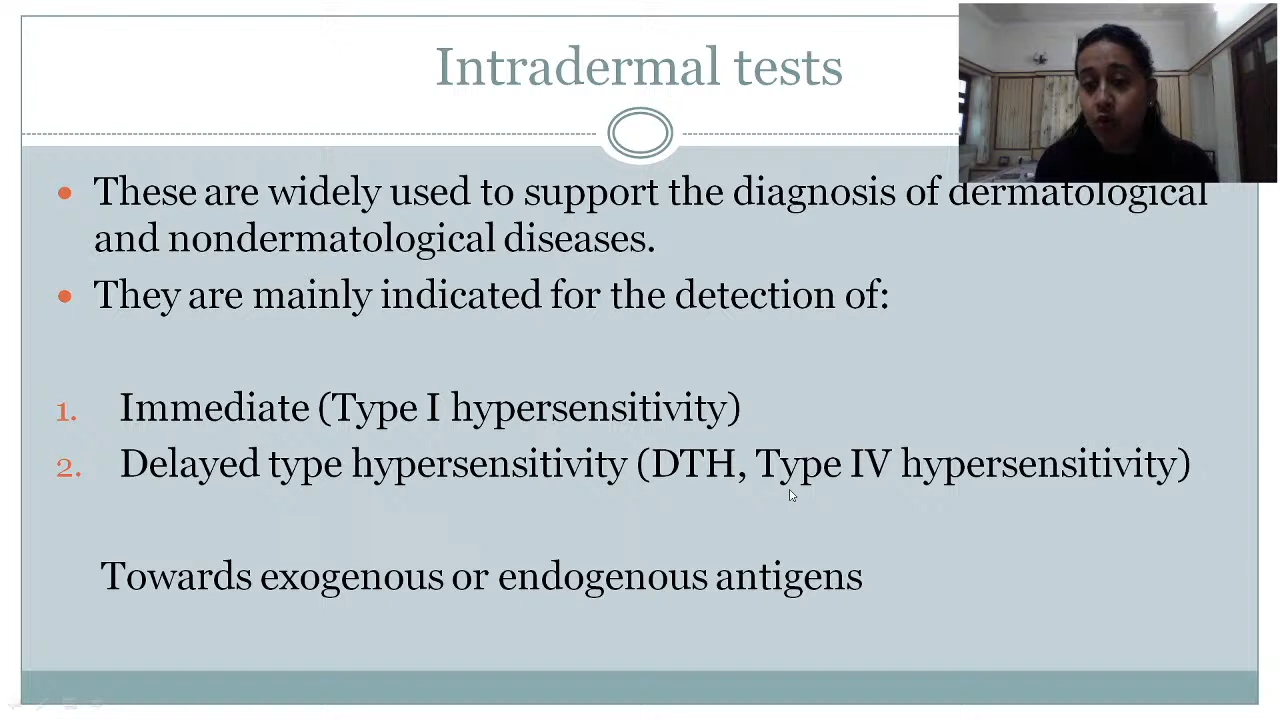 Intradermal tests
These are widely used to support the diagnosis of dermatological
and nondermatological diseases.
They are mainly indicated for the detection of:
1. Immediate (Type I hypersensitivity)
2. Delayed type hypersensitivity (DTH, Type IV hypersensitivity)
Towards exogenous or endogenous antigens